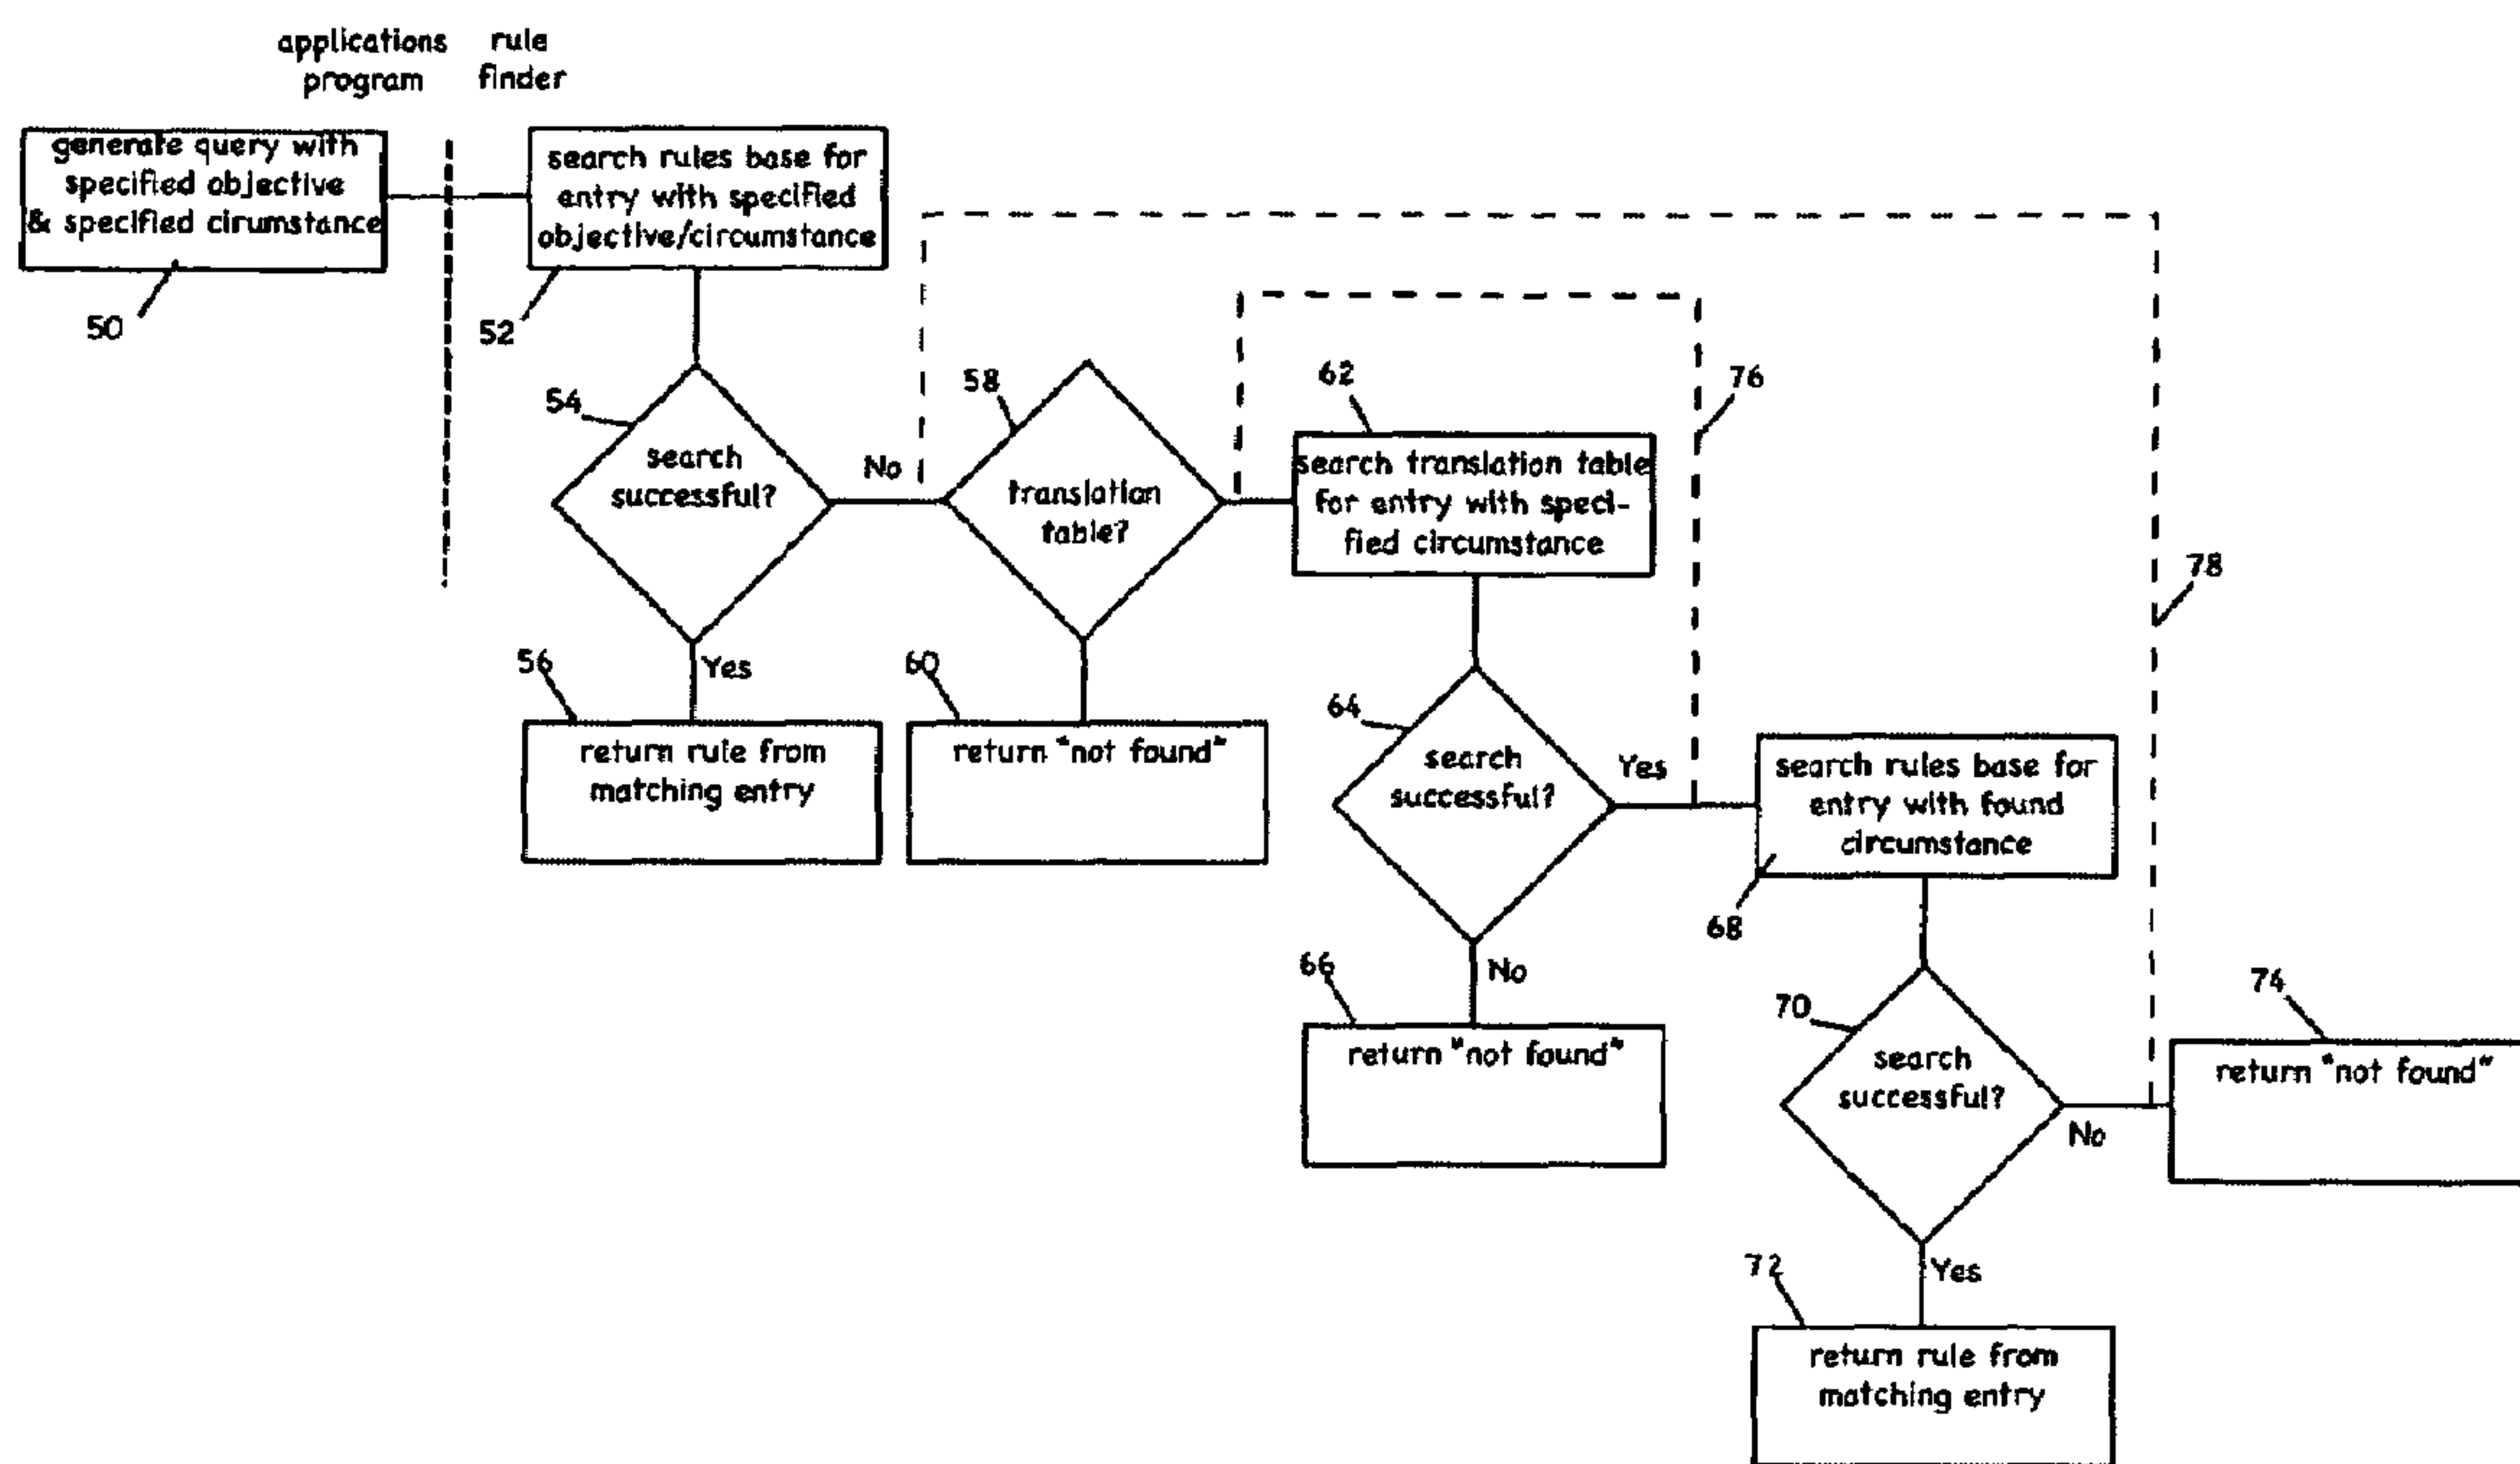 applications
program
rule
finder
generate query with
specified objective
& specified cirumstance
50
search rules base for
entry with specified
objective/circumstance
52
54
search
successful?
No
Yes
56
return rule from
matching entry
58
translation
table?
60
return "not found"
62
search translation table
for entry with speci-
fied circumstance
76
78
64
search
successful?
Yes
No
66
return "not found"
search rules base for
entry with found
circumstance
68
70
search
successful?
No
74
return "not found"
Yes
72
return rule from
matching entry